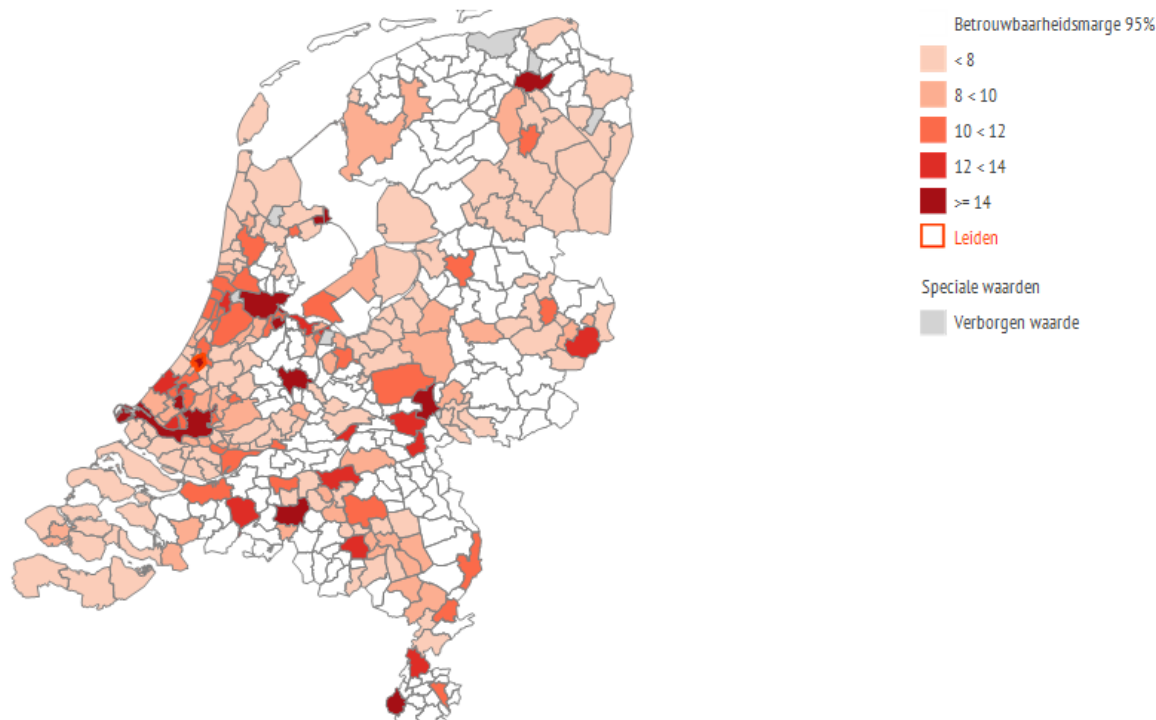 Betrouwbaarheidsmarge 95%
< 8
8 < 10
10 < 12
12 < 14
>= 14
Leiden
Speciale waarden
Verborgen waarde